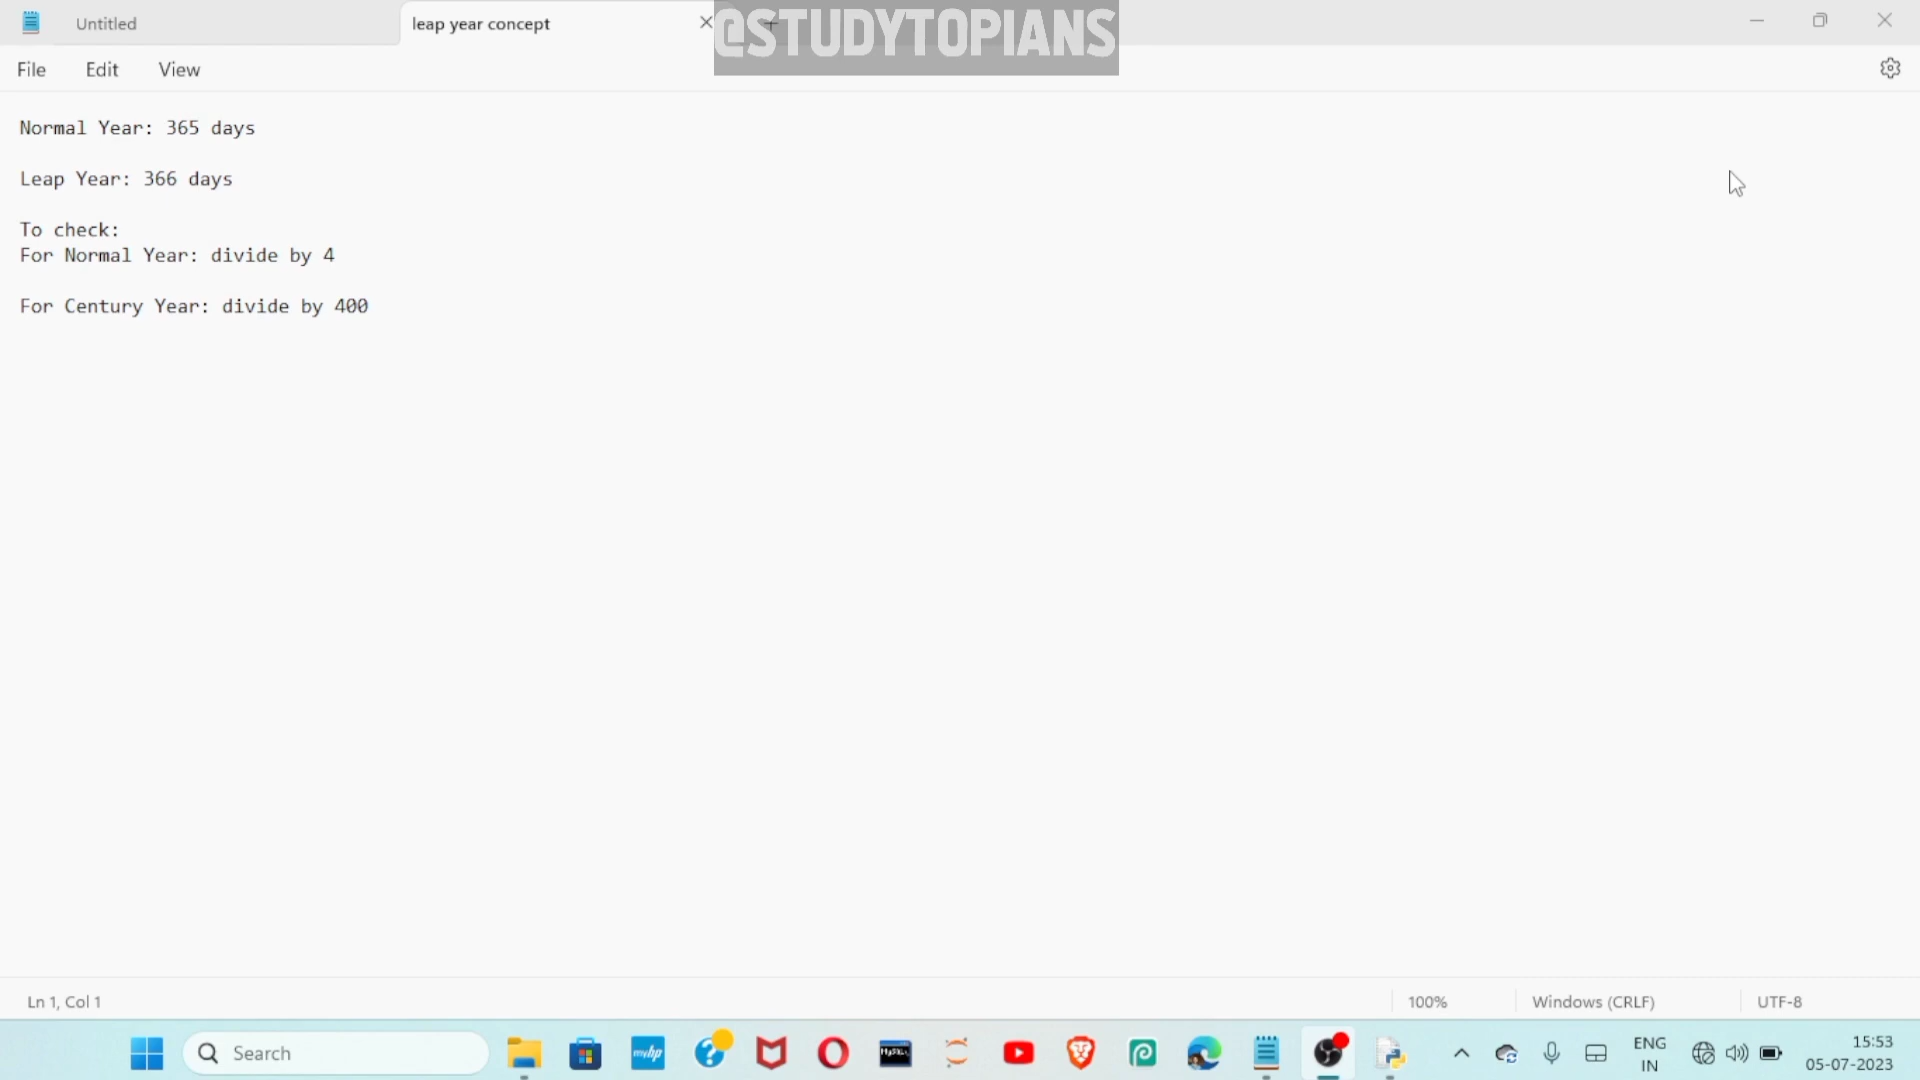 Untitled
leap year concept
@STUDYTOPIANS
File Edit View
Normal Year: 365 days
Leap Year: 366 days
To check:
For Normal Year: divide by 4
For Century Year: divide by 400
Ln 1, Col 1
100%
Windows (CRLF)
UTF-8
Search
myhp
ENG
IN
15:53
05-07-2023